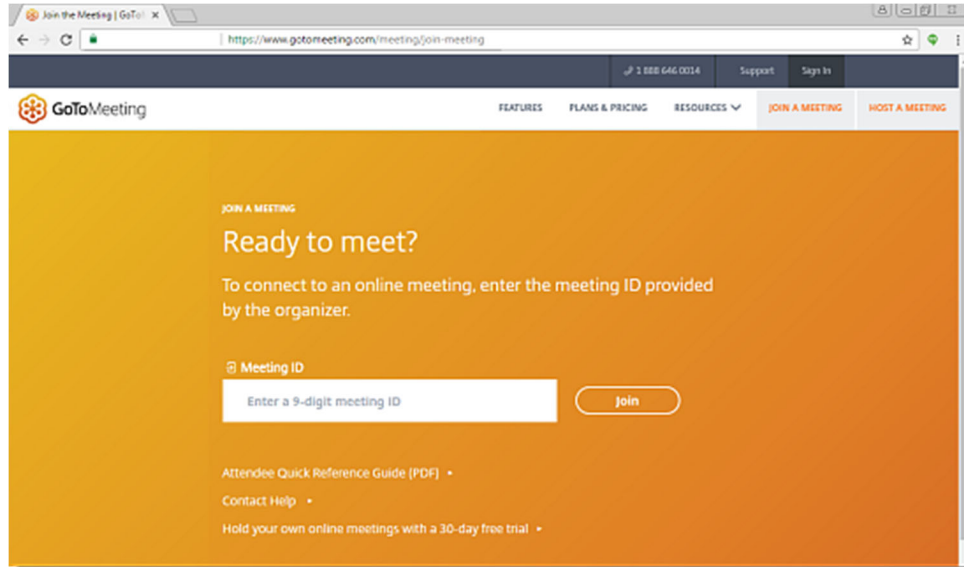 Join the Meeting | GoTo
https://www.gotomeeting.com/meeting/join-meeting
1 888 646 0014 Support Sign In
GoToMeeting FEATURES PLANS & PRICING RESOURCES JOIN A MEETING HOST A MEETING
JOIN A MEETING
Ready to meet?
To connect to an online meeting, enter the meeting ID provided
by the organizer.
Meeting ID
Enter a 9-digit meeting ID Join
Attendee Quick Reference Guide (PDF)
Contact Help
Hold your own online meetings with a 30-day free trial